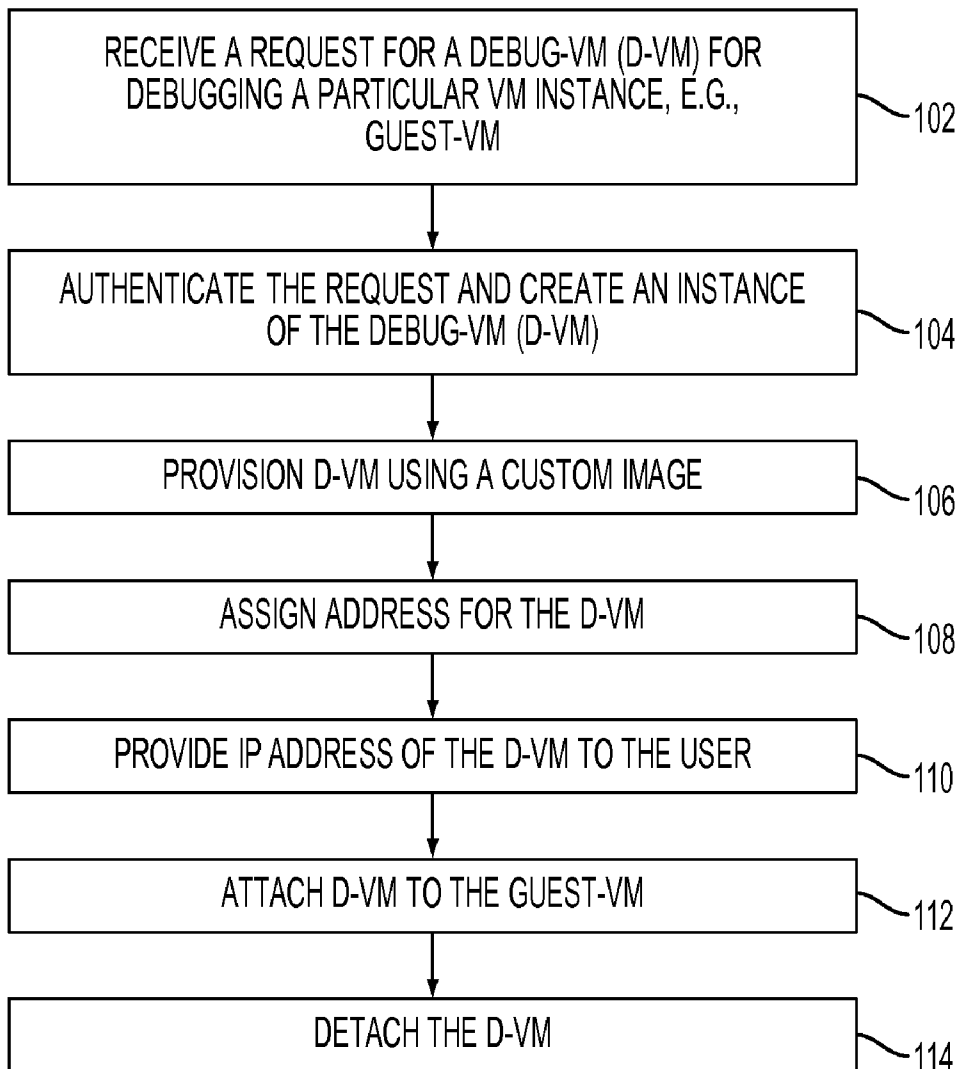 RECEIVE A REQUEST FOR A DEBUG-VM (D-VM) FOR
DEBUGGING A PARTICULAR VM INSTANCE, E.G.,
GUEST-VM
102
AUTHENTICATE THE REQUEST AND CREATE AN INSTANCE
OF THE DEBUG-VM (D-VM)
104
PROVISION D-VM USING A CUSTOM IMAGE
106
ASSIGN ADDRESS FOR THE D-VM
108
PROVIDE IP ADDRESS OF THE D-VM TO THE USER
110
ATTACH D-VM TO THE GUEST-VM
112
DETACH THE D-VM
114